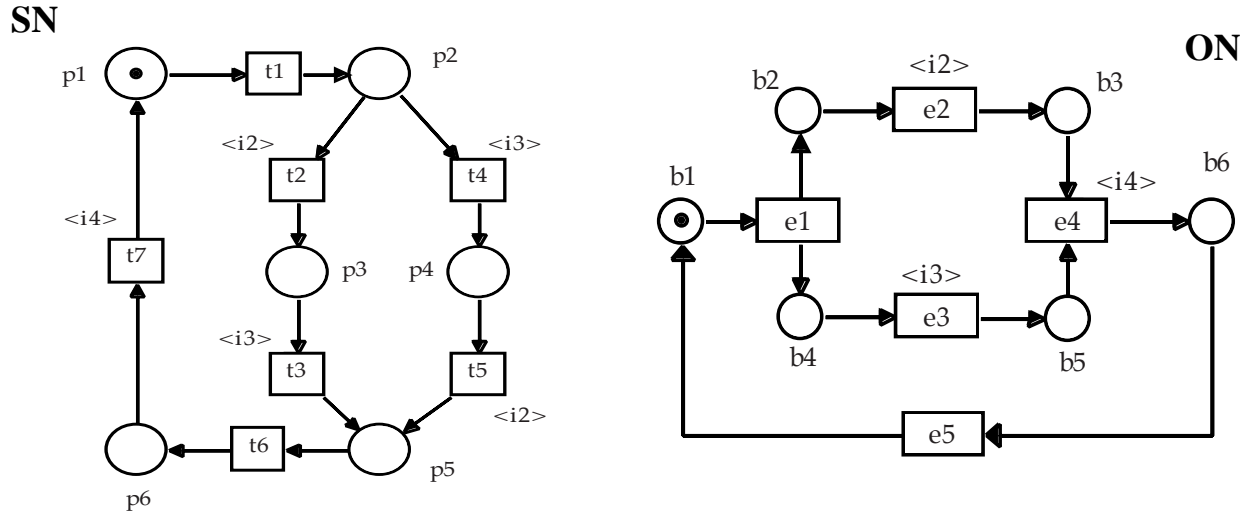 SN
p1
t1
p2
<i2>
<i3>
t2
t4
<i4>
t7
p3
p4
<i3>
t3
t5
<i2>
t6
p5
p6
ON
<i2>
b2
e2
b3
b1
<i4>
b6
e1
e4
<i3>
e3
b4
b5
e5